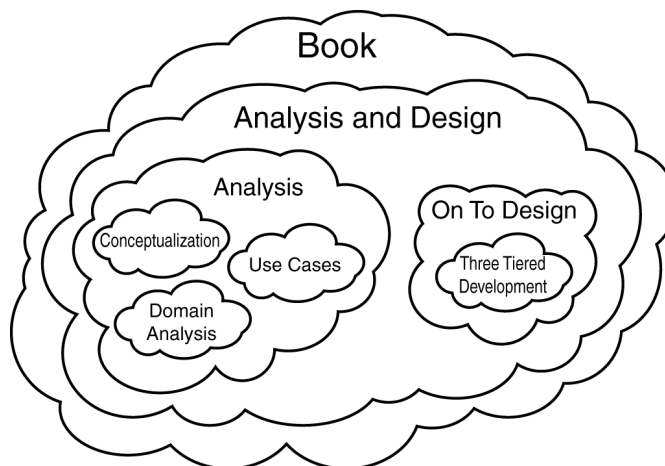 Book
Analysis and Design
Analysis
On To Design
Conceptualization
Use Cases
Three Tiered
Development
Domain
Analysis